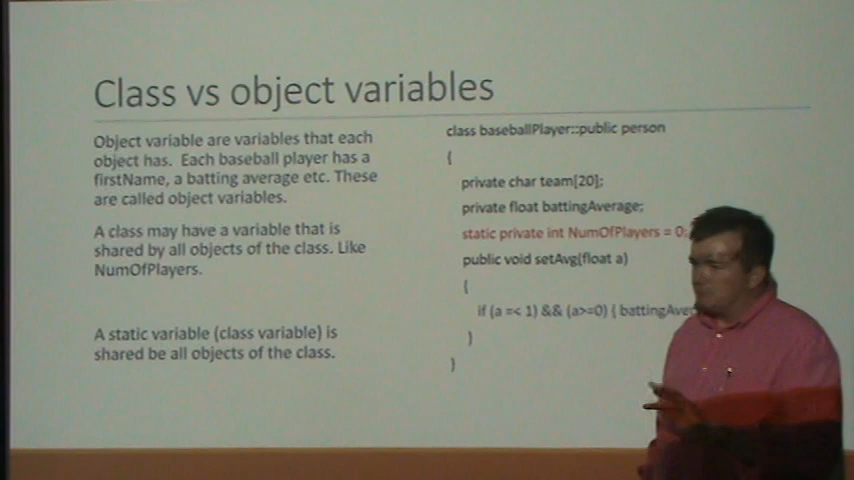 Class vs object variables
Object variable are variables that each
object has. Each baseball player has a
firstName, a batting average etc. These
are called object variables.
A class may have a variable that is
shared by all objects of the class. Like
NumOfPlayers.
A static variable (class variable) is
shared be all objects of the class.
class baseballPlayer::public person
{
private char team[20];
private float battingAverage;
static private int NumOfPlayers = 0;
public void setAvg(float a)
{
if (a =< 1) && (a>=0) { battingAver
}
}